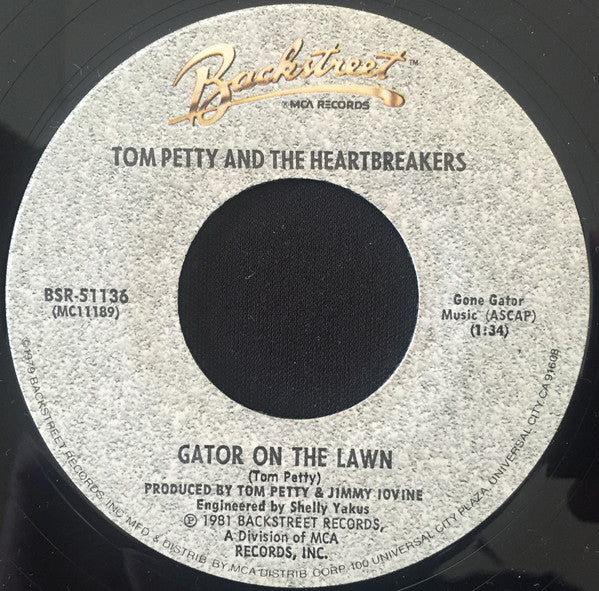 Backstreet™
MCA RECORDS
TOM PETTY AND THE HEARTBREAKERS
BSR-51136
(MC11189)
Gone Gator
Music (ASCAP)
(1:34)
GATOR ON THE LAWN
(Tom Petty)
PRODUCED BY TOM PETTY & JIMMY IOVINE
Engineered by Shelly Yakus
Ⓟ 1981 BACKSTREET RECORDS,
A Division of MCA
RECORDS, INC.
©1979 BACKSTREET RECORDS, INC. MFD & DISTRIB BY MCA DISTRIB CORP. 100 UNIVERSAL CITY PLAZA UNIVERSAL CITY, CA 91608